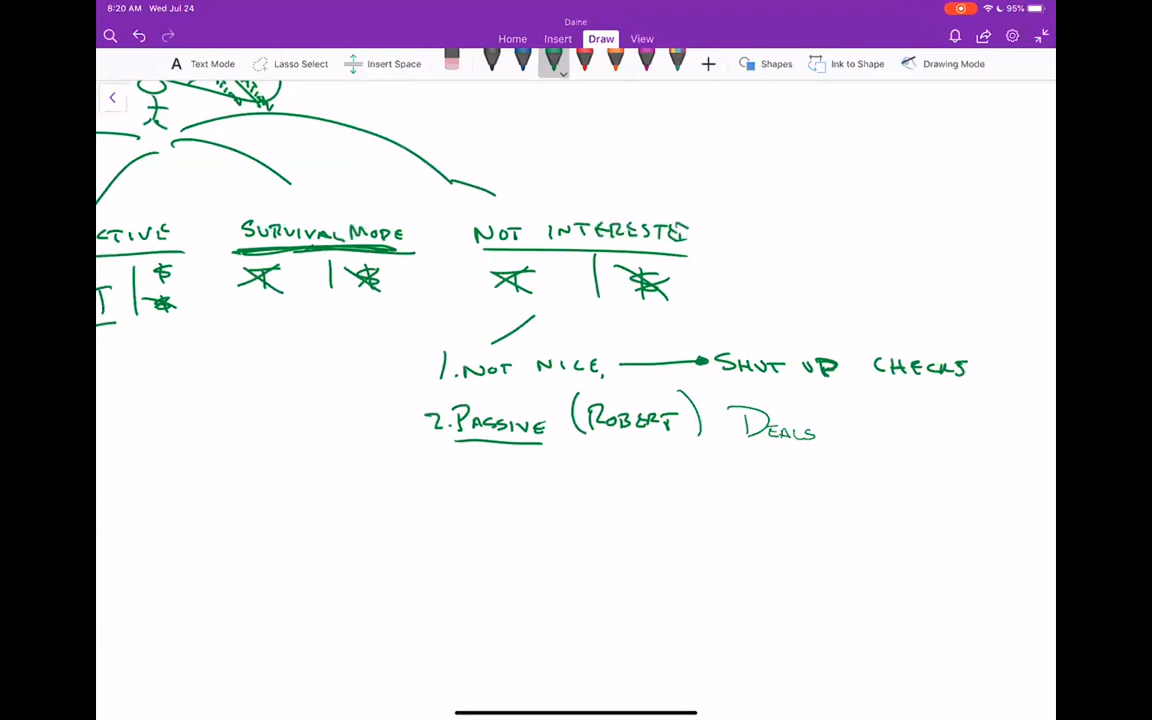 8:20 AM Wed Jul 24
95%
Daine
Home Insert Draw View
A Text Mode Lasso Select Insert Space Shapes Ink to Shape Drawing Mode
CTIVE SURVIVAL MODE NOT INTERESTED
T | $ T | $ T | $
T $
1. NOT NICE, SHUT UP CHECKS
2. PASSIVE (ROBERT) DEALS